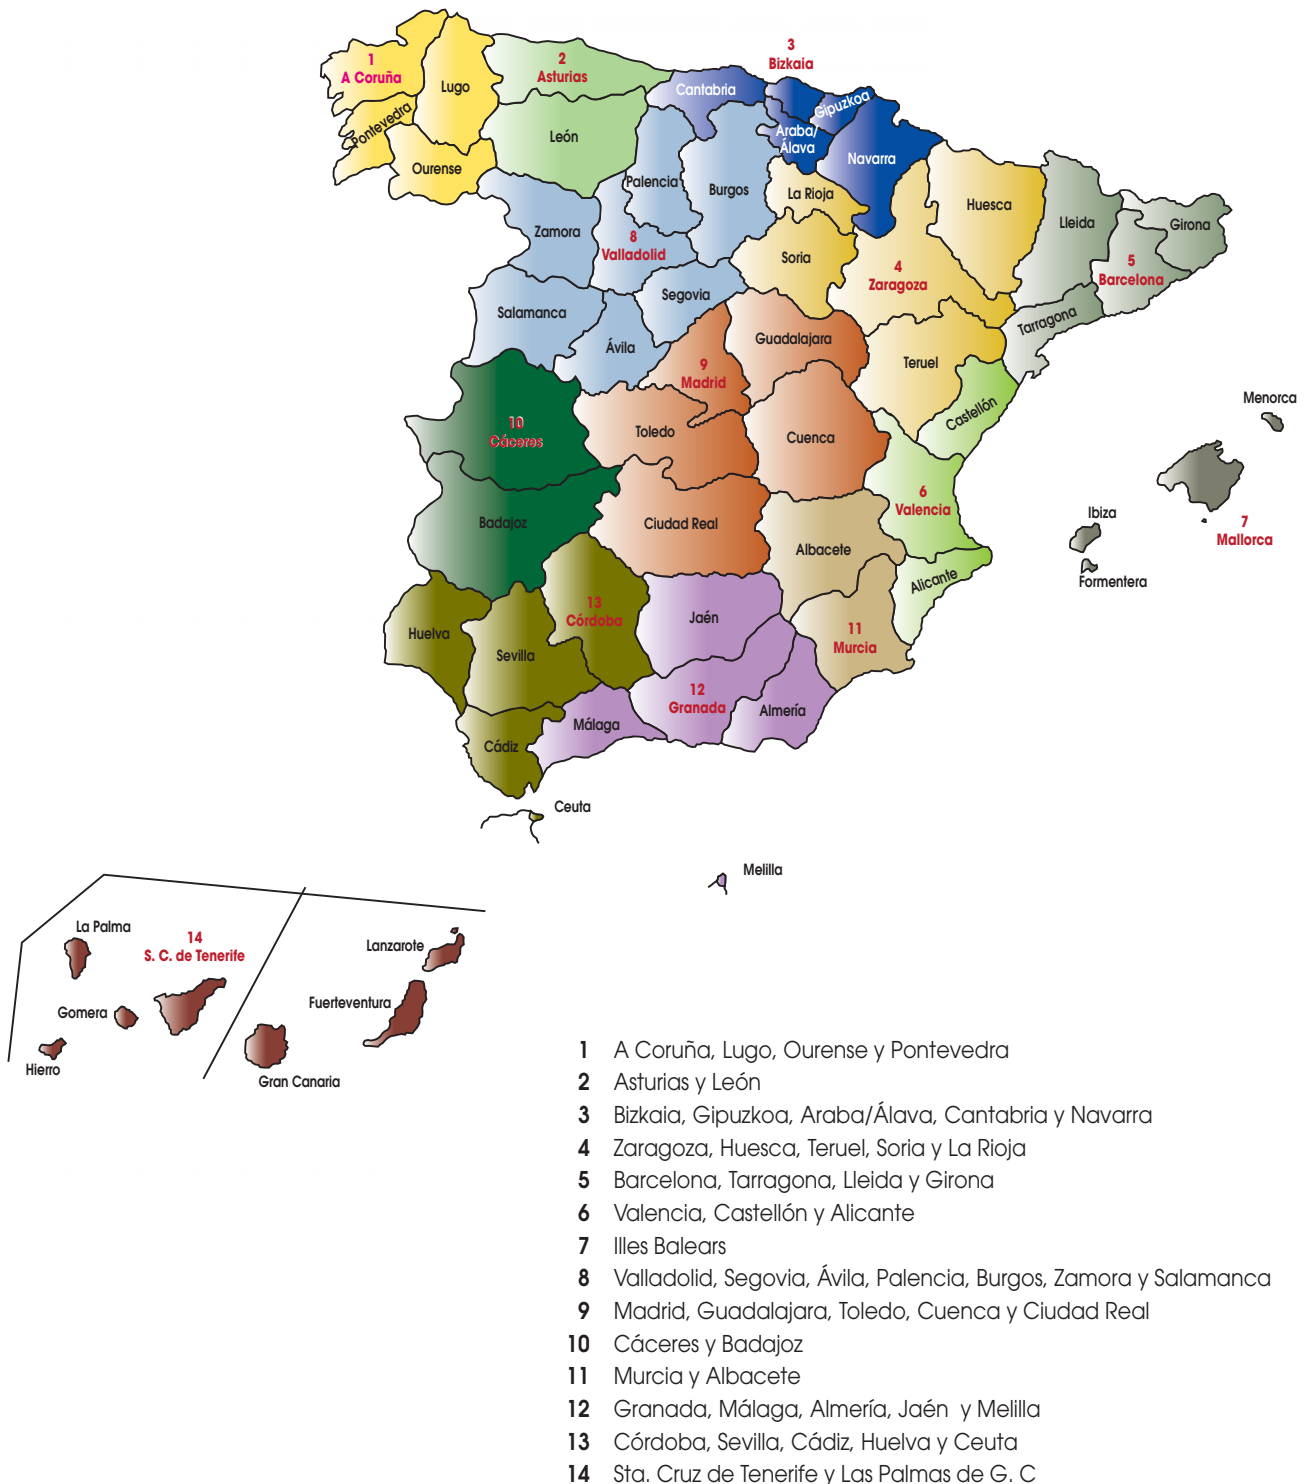 3
Bizkaia
1
A Coruña
Lugo
2
Asturias
Cantabria
Gipuzkoa
Pontevedra
León
Araba/
Álava
Navarra
Ourense
Palencia
Burgos
La Rioja
Huesca
Lleida
Girona
Zamora
8
Valladolid
Soria
4
Zaragoza
5
Barcelona
Salamanca
Segovia
Tarragona
Ávila
Guadalajara
Teruel
9
Madrid
Castellón
Menorca
10
Cáceres
Toledo
Cuenca
6
Valencia
Ibiza
7
Mallorca
Badajoz
Ciudad Real
Albacete
Alicante
Formentera
Huelva
13
Córdoba
Jaén
11
Murcia
Sevilla
12
Granada
Almería
Málaga
Cádiz
Ceuta
Melilla
La Palma
14
S. C. de Tenerife
Lanzarote
Gomera
Fuerteventura
Hierro
Gran Canaria
1 A Coruña, Lugo, Ourense y Pontevedra
2 Asturias y León
3 Bizkaia, Gipuzkoa, Araba/Álava, Cantabria y Navarra
4 Zaragoza, Huesca, Teruel, Soria y La Rioja
5 Barcelona, Tarragona, Lleida y Girona
6 Valencia, Castellón y Alicante
7 Illes Balears
8 Valladolid, Segovia, Ávila, Palencia, Burgos, Zamora y Salamanca
9 Madrid, Guadalajara, Toledo, Cuenca y Ciudad Real
10 Cáceres y Badajoz
11 Murcia y Albacete
12 Granada, Málaga, Almería, Jaén y Melilla
13 Córdoba, Sevilla, Cádiz, Huelva y Ceuta
14 Sta. Cruz de Tenerife y Las Palmas de G. C